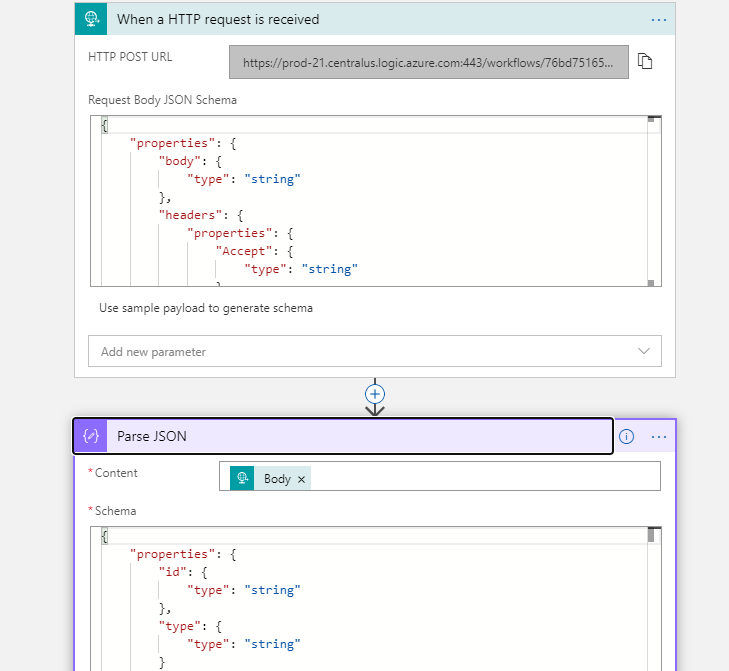 When a HTTP request is received
HTTP POST URL
https://prod-21.centralus.logic.azure.com:443/workflows/76bd75165...
Request Body JSON Schema
{
"properties": {
"body": {
"type": "string"
},
"headers": {
"properties": {
"Accept": {
"type": "string"
Use sample payload to generate schema
Add new parameter
Parse JSON
* Content
Body ×
* Schema
{
"properties": {
"id": {
"type": "string"
},
"type": {
"type": "string"
}